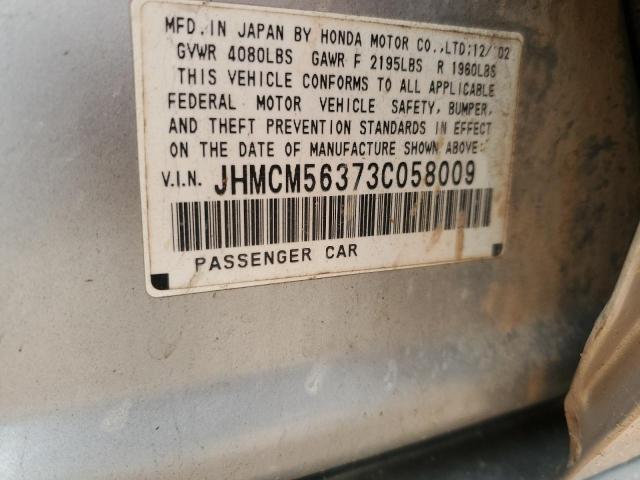 MFD. IN JAPAN BY HONDA MOTOR CO.,LTD;12/'02
GVWR 4080LBS GAWR F 2195LBS R 1960LBS
THIS VEHICLE CONFORMS TO ALL APPLICABLE
FEDERAL MOTOR VEHICLE SAFETY, BUMPER,
AND THEFT PREVENTION STANDARDS IN EFFECT
ON THE DATE OF MANUFACTURE SHOWN ABOVE:
V.I.N. JHMCM56373C058009
PASSENGER CAR